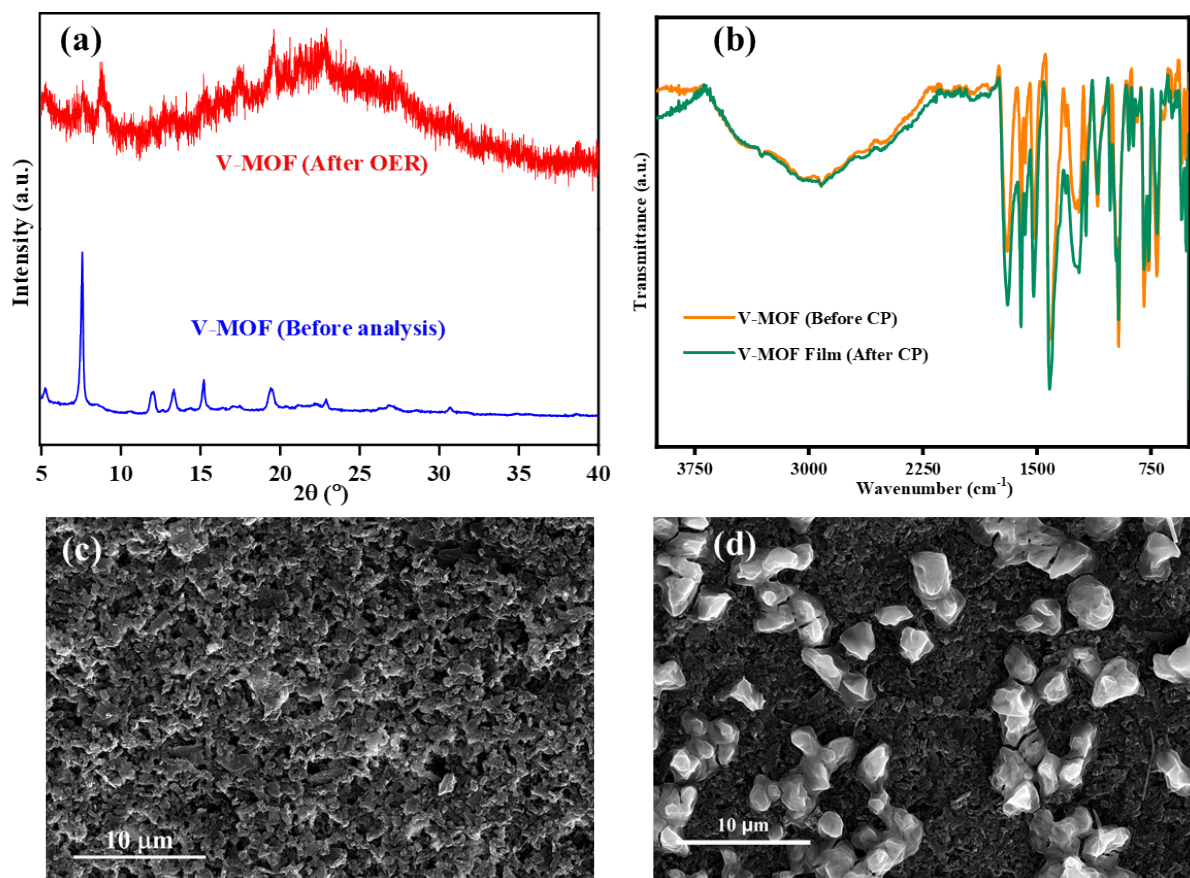 (a)
V-MOF (After OER)
V-MOF (Before analysis)
Intensity (a.u.)
5 10 15 20 25 30 35 40
2θ (°)
(b)
V-MOF (Before CP)
V-MOF Film (After CP)
Transmittance (a.u.)
3750 3000 2250 1500 750
Wavenumber (cm-1)
(c)
10 μm
(d)
10 μm